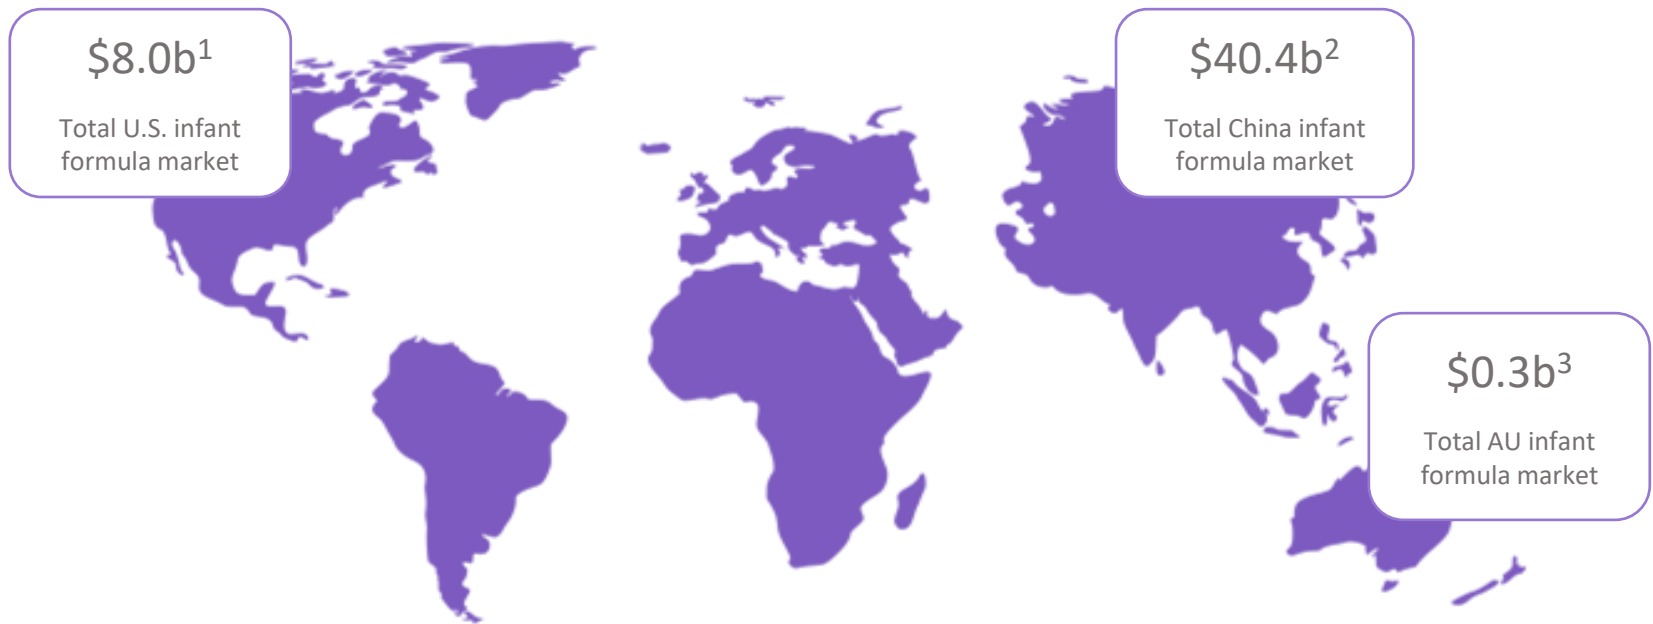 $8.0b¹
Total U.S. infant
formula market
$40.4b²
Total China infant
formula market
$0.3b³
Total AU infant
formula market